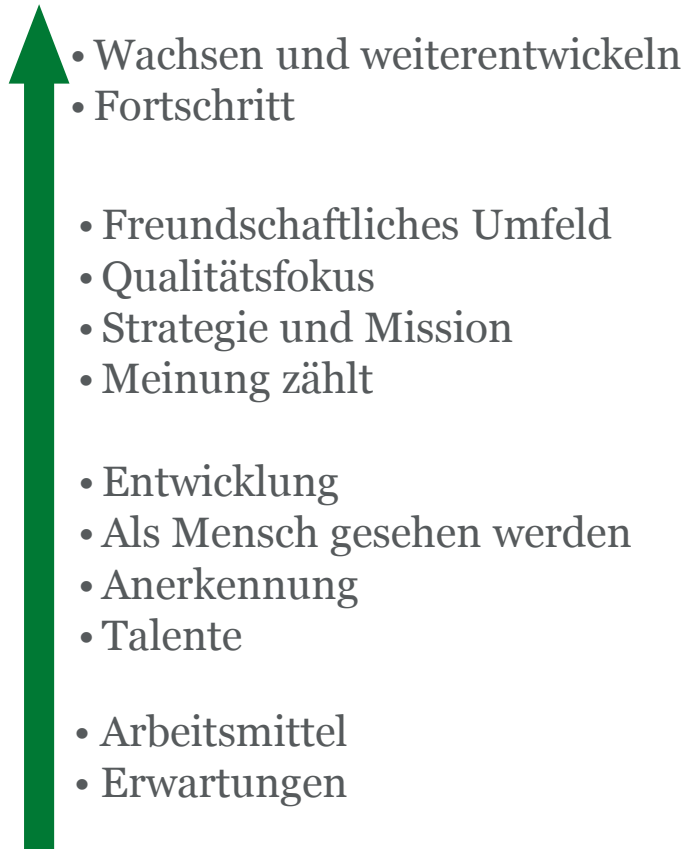 • Wachsen und weiterentwickeln
• Fortschritt
• Freundschaftliches Umfeld
• Qualitätsfokus
• Strategie und Mission
• Meinung zählt
• Entwicklung
• Als Mensch gesehen werden
• Anerkennung
• Talente
• Arbeitsmittel
• Erwartungen